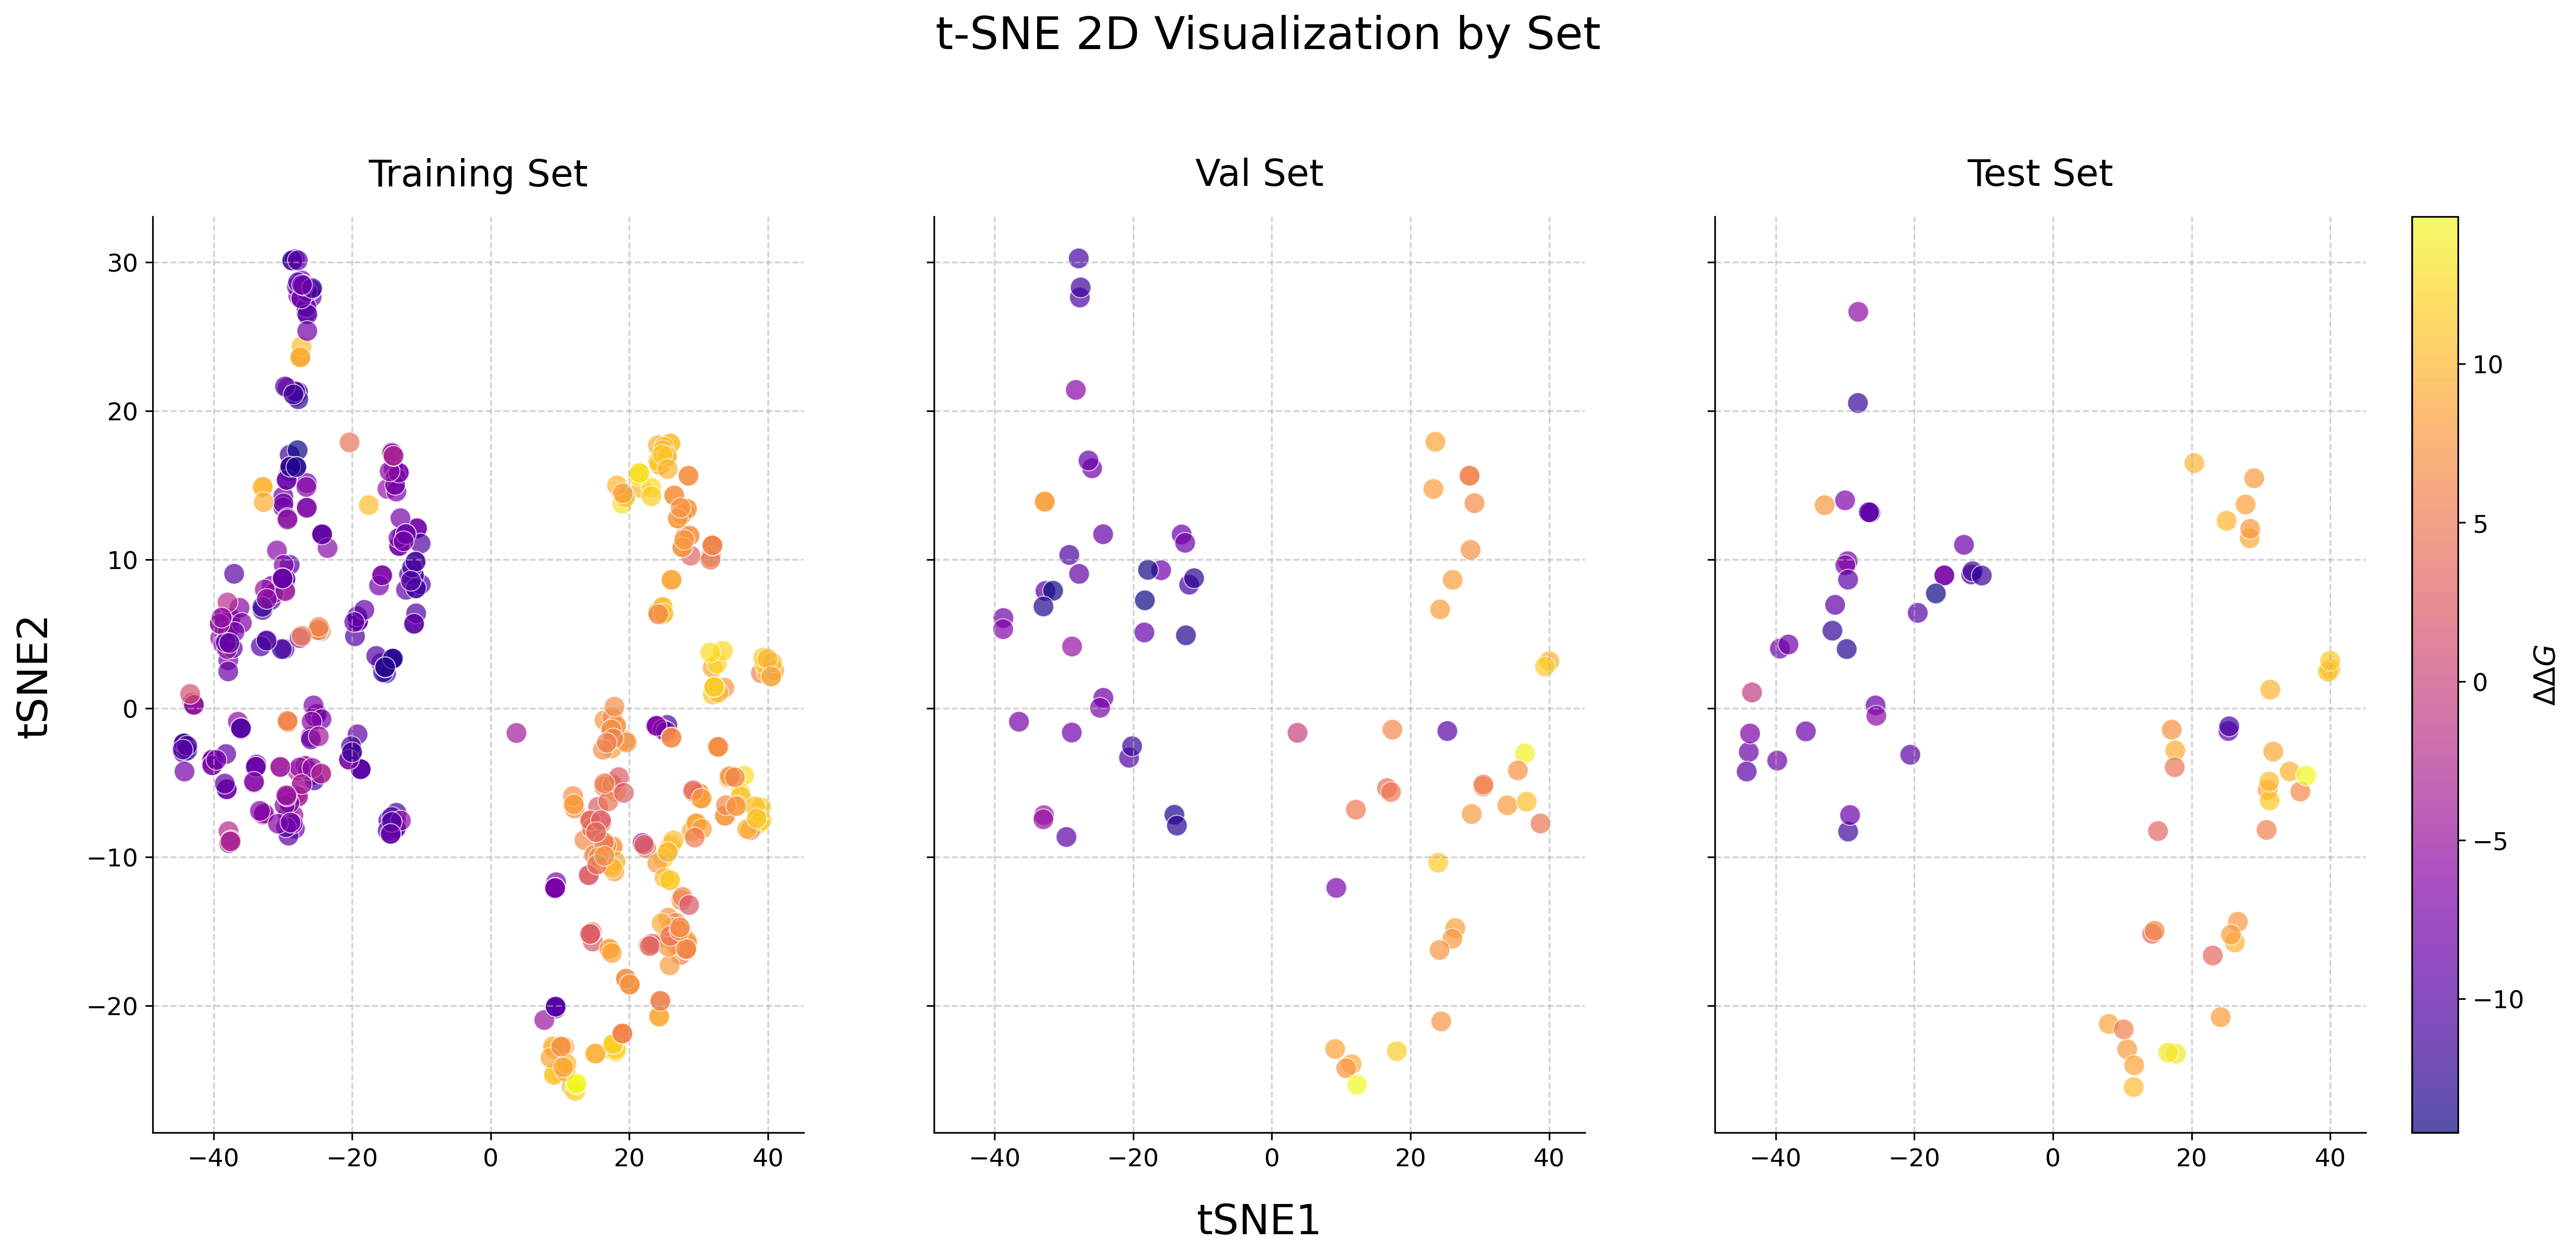 t-SNE 2D Visualization by Set
Training Set
Val Set
Test Set
30
20
10
0
−10
−20
tSNE2
−40 −20 0 20 40
−40 −20 0 20 40
−40 −20 0 20 40
tSNE1
10
5
0
−5
−10
ΔΔG